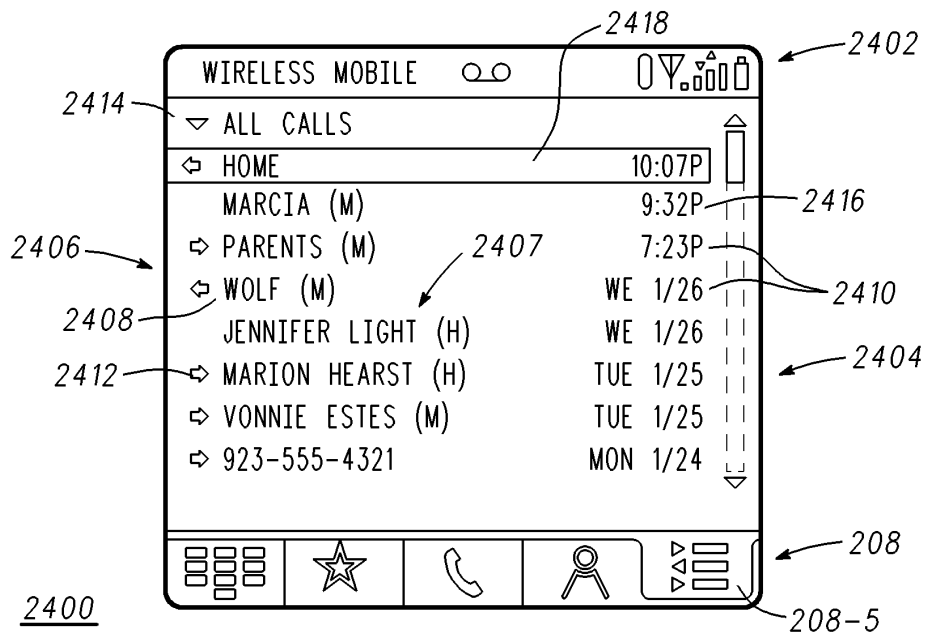 2418
2402
WIRELESS MOBILE
2414
ALL CALLS
HOME 10:07P
MARCIA (M) 9:32P
2416
2406
PARENTS (M) 7:23P
2407
WOLF (M) WE 1/26
2410
2408
JENNIFER LIGHT (H) WE 1/26
2404
2412
MARION HEARST (H) TUE 1/25
VONNIE ESTES (M) TUE 1/25
923-555-4321 MON 1/24
208
2400
208-5